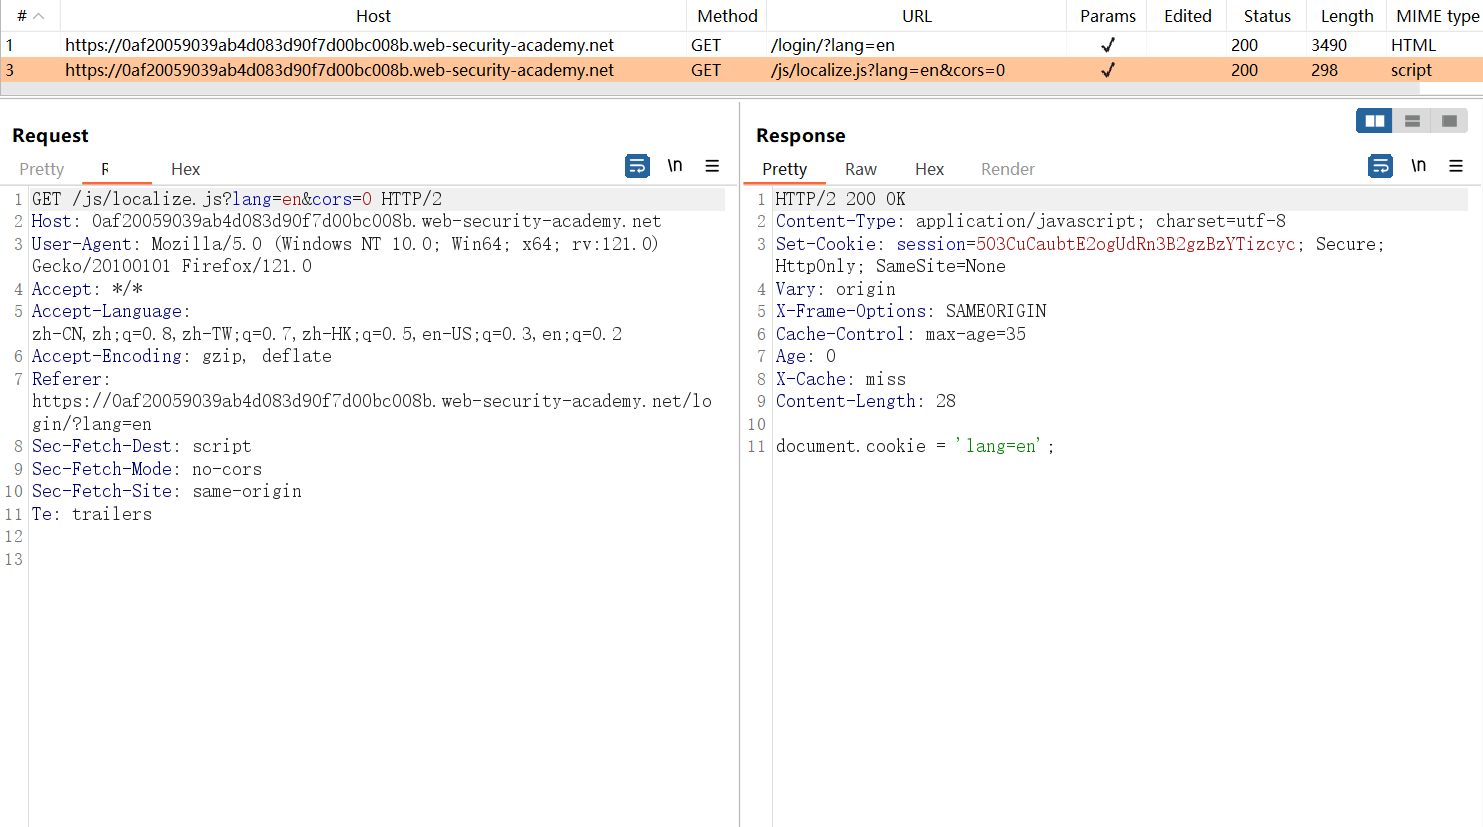 # Host Method URL Params Edited Status Length MIME type
1 https://0af20059039ab4d083d90f7d00bc008b.web-security-academy.net GET /login/?lang=en ✓ 200 3490 HTML
3 https://0af20059039ab4d083d90f7d00bc008b.web-security-academy.net GET /js/localize.js?lang=en&cors=0 ✓ 200 298 script
Request
Pretty R Hex \n
1 GET /js/localize.js?lang=en&cors=0 HTTP/2
2 Host: 0af20059039ab4d083d90f7d00bc008b.web-security-academy.net
3 User-Agent: Mozilla/5.0 (Windows NT 10.0; Win64; x64; rv:121.0)
Gecko/20100101 Firefox/121.0
4 Accept: */*
5 Accept-Language:
zh-CN,zh;q=0.8,zh-TW;q=0.7,zh-HK;q=0.5,en-US;q=0.3,en;q=0.2
6 Accept-Encoding: gzip, deflate
7 Referer:
https://0af20059039ab4d083d90f7d00bc008b.web-security-academy.net/lo
gin/?lang=en
8 Sec-Fetch-Dest: script
9 Sec-Fetch-Mode: no-cors
10 Sec-Fetch-Site: same-origin
11 Te: trailers
12
13
Response
Pretty Raw Hex Render \n
1 HTTP/2 200 OK
2 Content-Type: application/javascript; charset=utf-8
3 Set-Cookie: session=503CuCaubtE2ogUdRn3B2gzBzYTizcyc; Secure;
HttpOnly; SameSite=None
4 Vary: origin
5 X-Frame-Options: SAMEORIGIN
6 Cache-Control: max-age=35
7 Age: 0
8 X-Cache: miss
9 Content-Length: 28
10
11 document.cookie = 'lang=en';